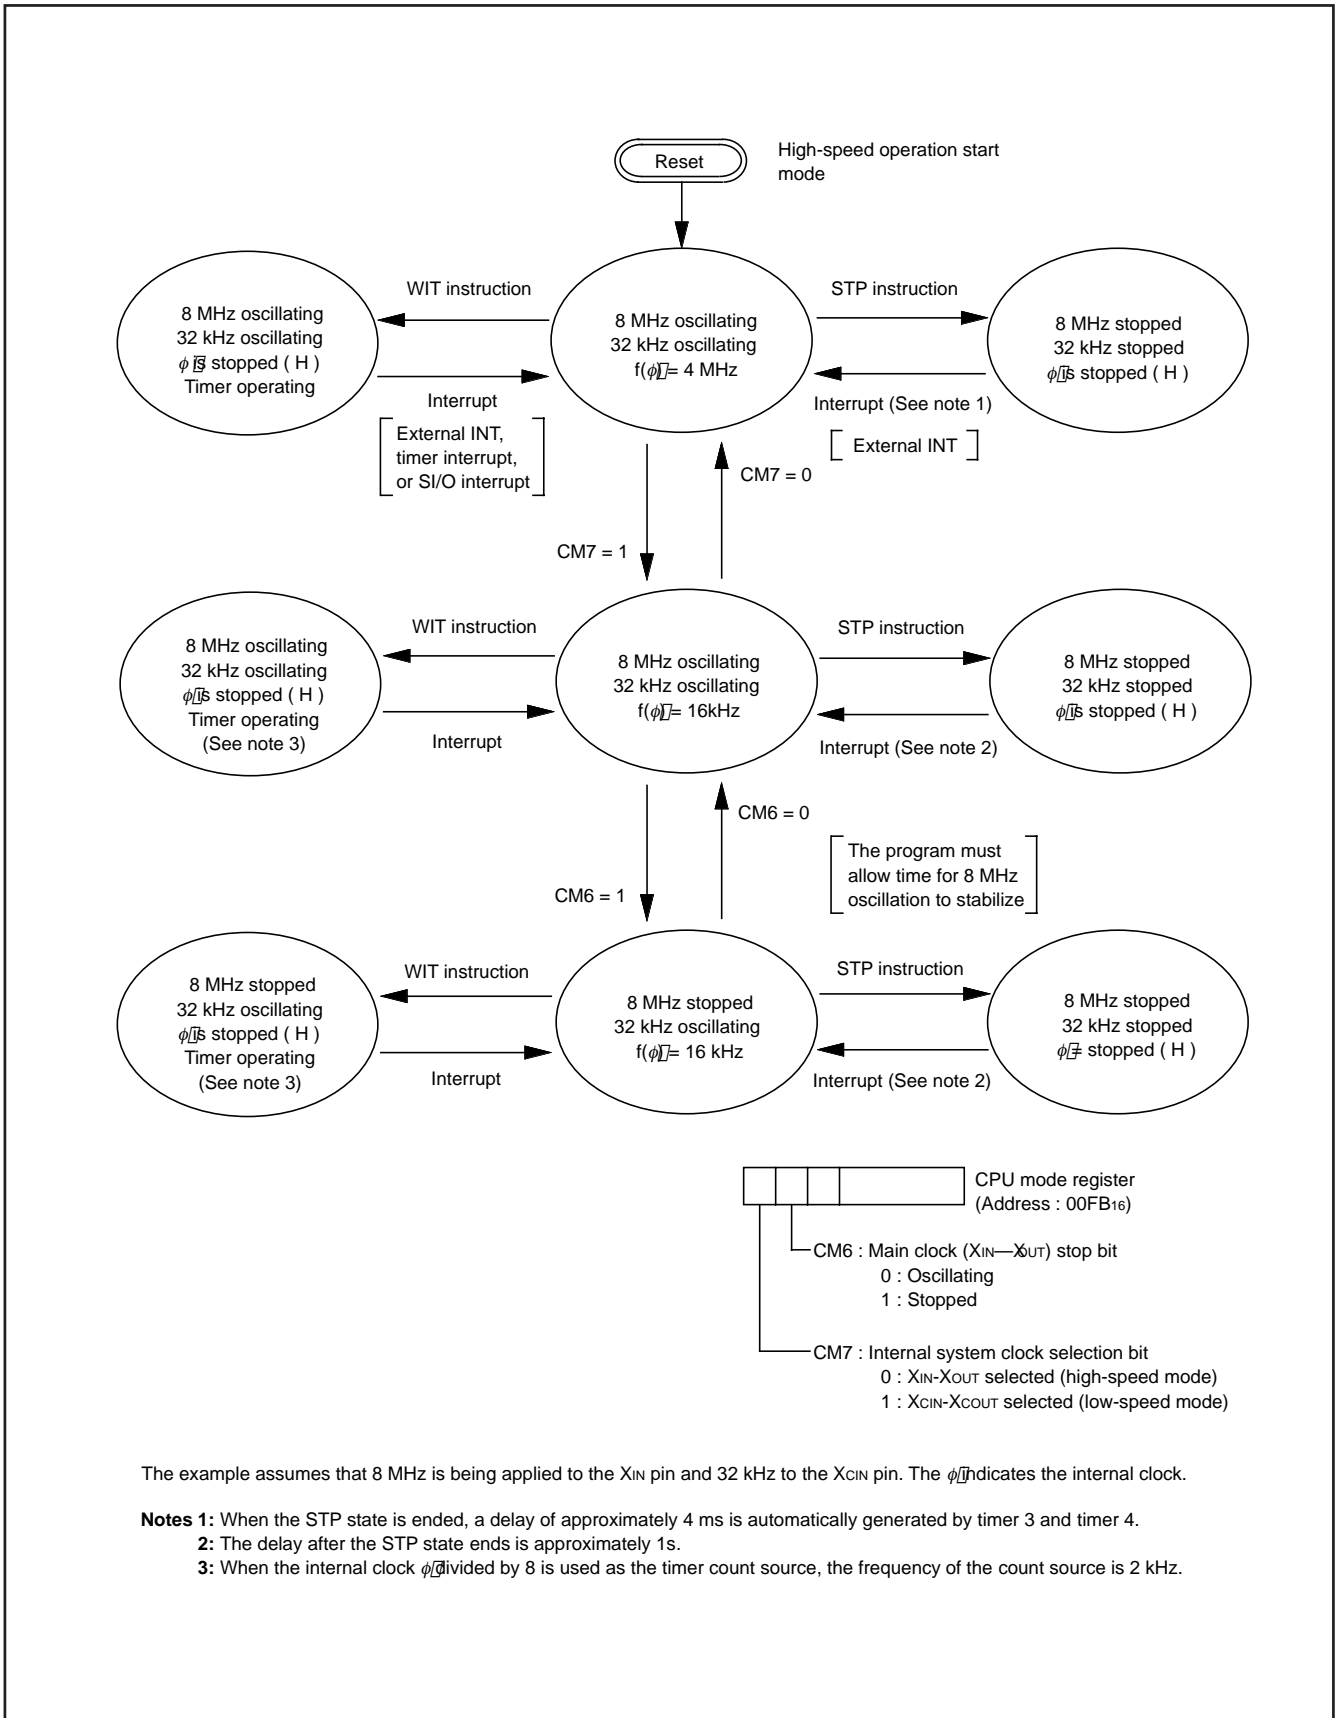 Reset
High-speed operation start
mode
WIT instruction
STP instruction
8 MHz oscillating
32 kHz oscillating
ϕ is stopped ( H )
Timer operating
8 MHz oscillating
32 kHz oscillating
f(ϕ) = 4 MHz
8 MHz stopped
32 kHz stopped
ϕ is stopped ( H )
Interrupt
External INT,
timer interrupt,
or SI/O interrupt
Interrupt (See note 1)
External INT
CM7 = 0
CM7 = 1
WIT instruction
STP instruction
8 MHz oscillating
32 kHz oscillating
ϕ is stopped ( H )
Timer operating
(See note 3)
8 MHz oscillating
32 kHz oscillating
f(ϕ) = 16kHz
8 MHz stopped
32 kHz stopped
ϕ is stopped ( H )
Interrupt
Interrupt (See note 2)
CM6 = 0
The program must
allow time for 8 MHz
oscillation to stabilize
CM6 = 1
WIT instruction
STP instruction
8 MHz stopped
32 kHz oscillating
ϕ is stopped ( H )
Timer operating
(See note 3)
8 MHz stopped
32 kHz oscillating
f(ϕ) = 16 kHz
8 MHz stopped
32 kHz stopped
ϕ = stopped ( H )
Interrupt
Interrupt (See note 2)
CPU mode register
(Address : 00FB16)
CM6 : Main clock (XIN—XOUT) stop bit
0 : Oscillating
1 : Stopped
CM7 : Internal system clock selection bit
0 : XIN-XOUT selected (high-speed mode)
1 : XCIN-XCOUT selected (low-speed mode)
The example assumes that 8 MHz is being applied to the XIN pin and 32 kHz to the XCIN pin. The ϕ indicates the internal clock.
Notes 1: When the STP state is ended, a delay of approximately 4 ms is automatically generated by timer 3 and timer 4.
2: The delay after the STP state ends is approximately 1s.
3: When the internal clock ϕ divided by 8 is used as the timer count source, the frequency of the count source is 2 kHz.